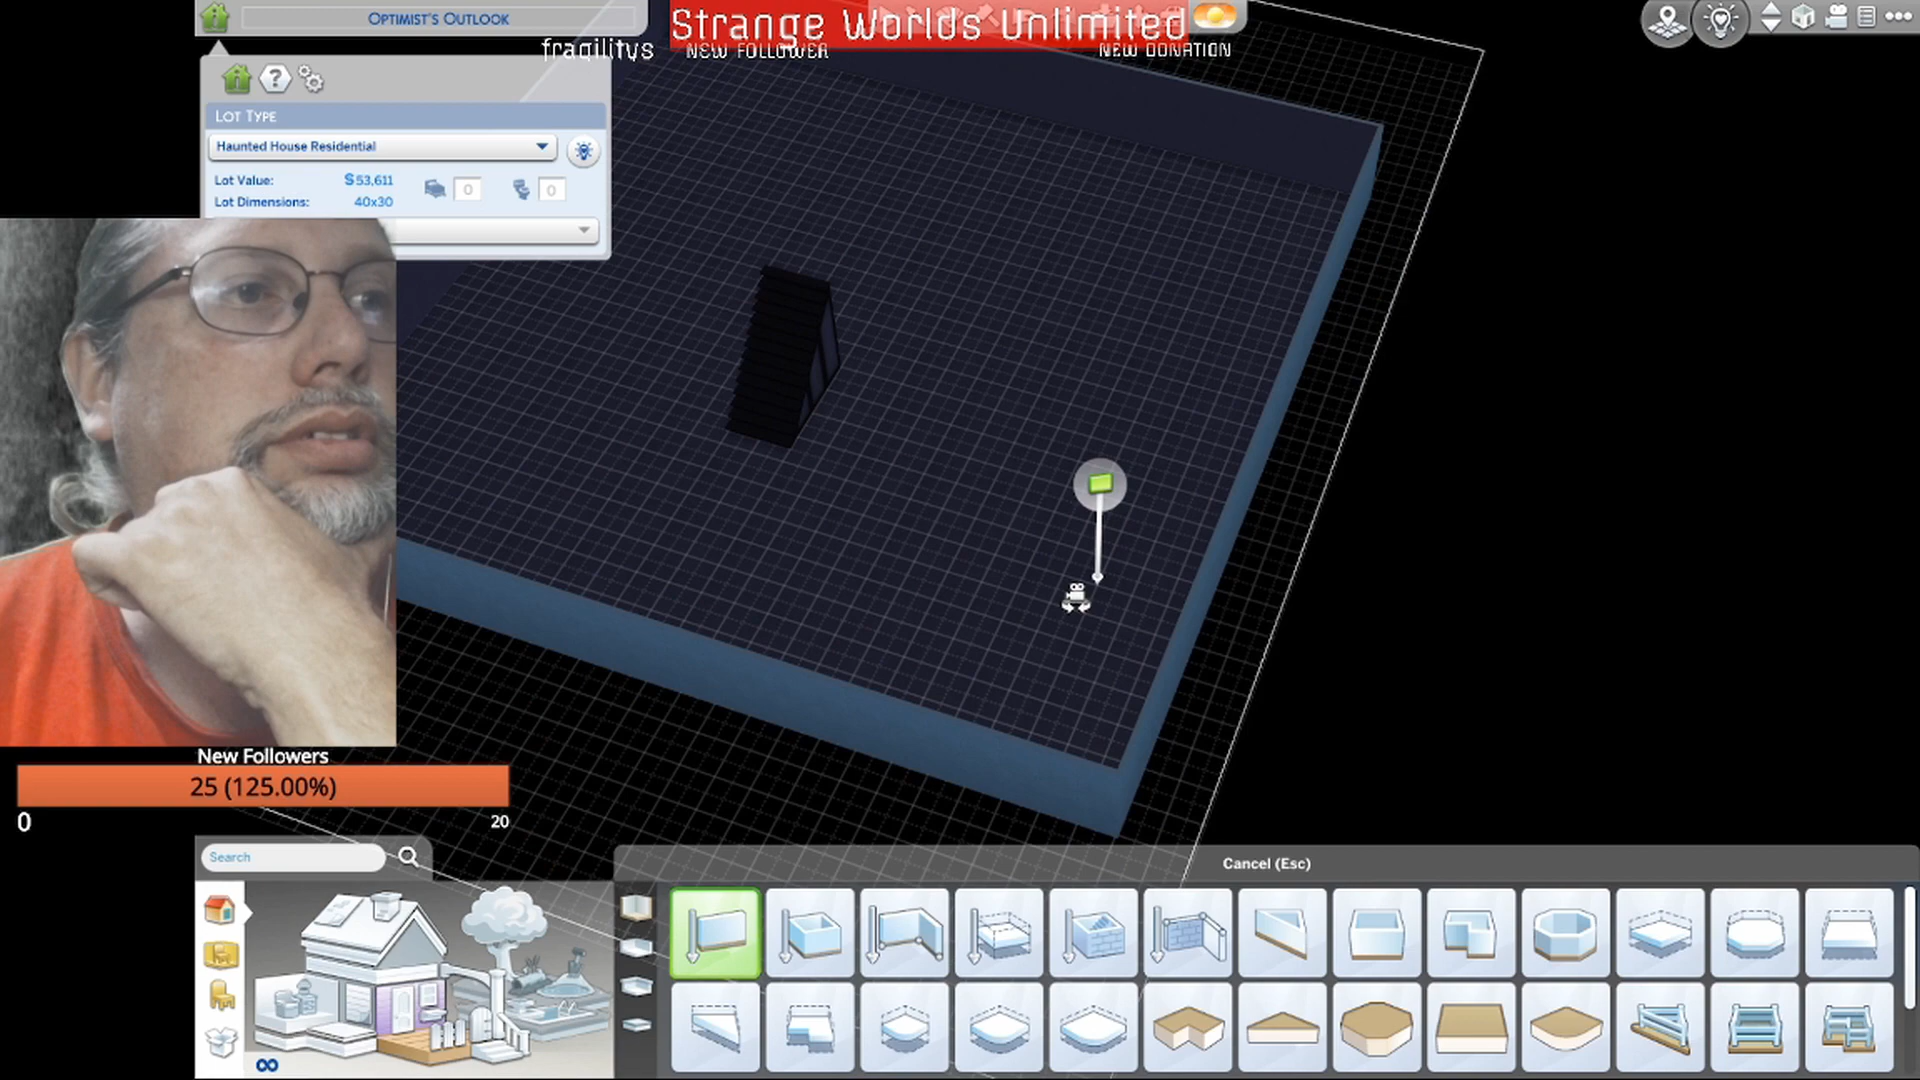 Optimist's Outlook
Strange Worlds Unlimited
fragilitys
NEW FOLLOWER
NEW DONATION
Lot Type
Haunted House Residential
Lot Value:
$53,611
0
0
Lot Dimensions:
40x30
New Followers
25 (125.00%)
0
20
Search
Cancel (Esc)